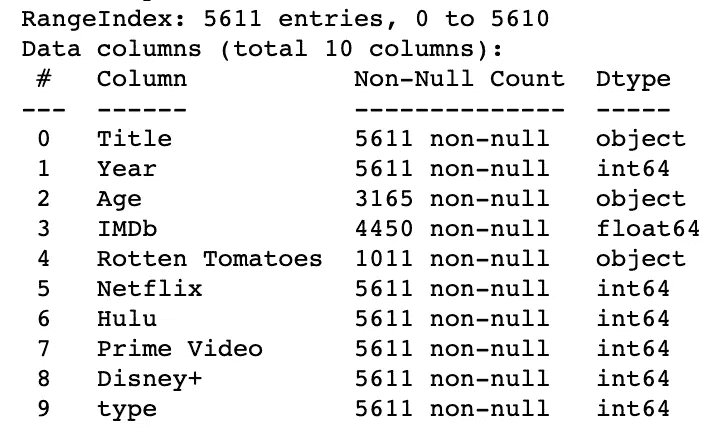 RangeIndex: 5611 entries, 0 to 5610
Data columns (total 10 columns):
 #   Column           Non-Null Count  Dtype
---  ------           --------------  -----
 0   Title            5611 non-null   object
 1   Year             5611 non-null   int64
 2   Age              3165 non-null   object
 3   IMDb             4450 non-null   float64
 4   Rotten Tomatoes  1011 non-null   object
 5   Netflix          5611 non-null   int64
 6   Hulu             5611 non-null   int64
 7   Prime Video      5611 non-null   int64
 8   Disney+          5611 non-null   int64
 9   type             5611 non-null   int64